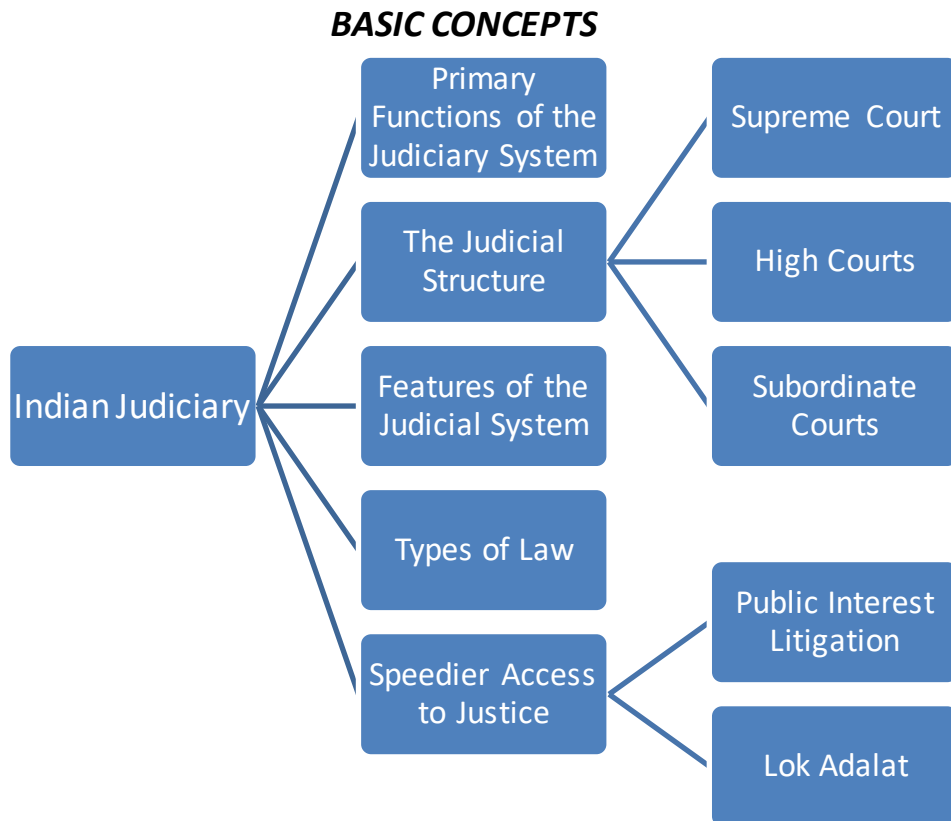 BASIC CONCEPTS
Indian Judiciary
Primary
Functions of the
Judiciary System
The Judicial
Structure
Supreme Court
High Courts
Subordinate
Courts
Features of the
Judicial System
Types of Law
Speedier Access
to Justice
Public Interest
Litigation
Lok Adalat